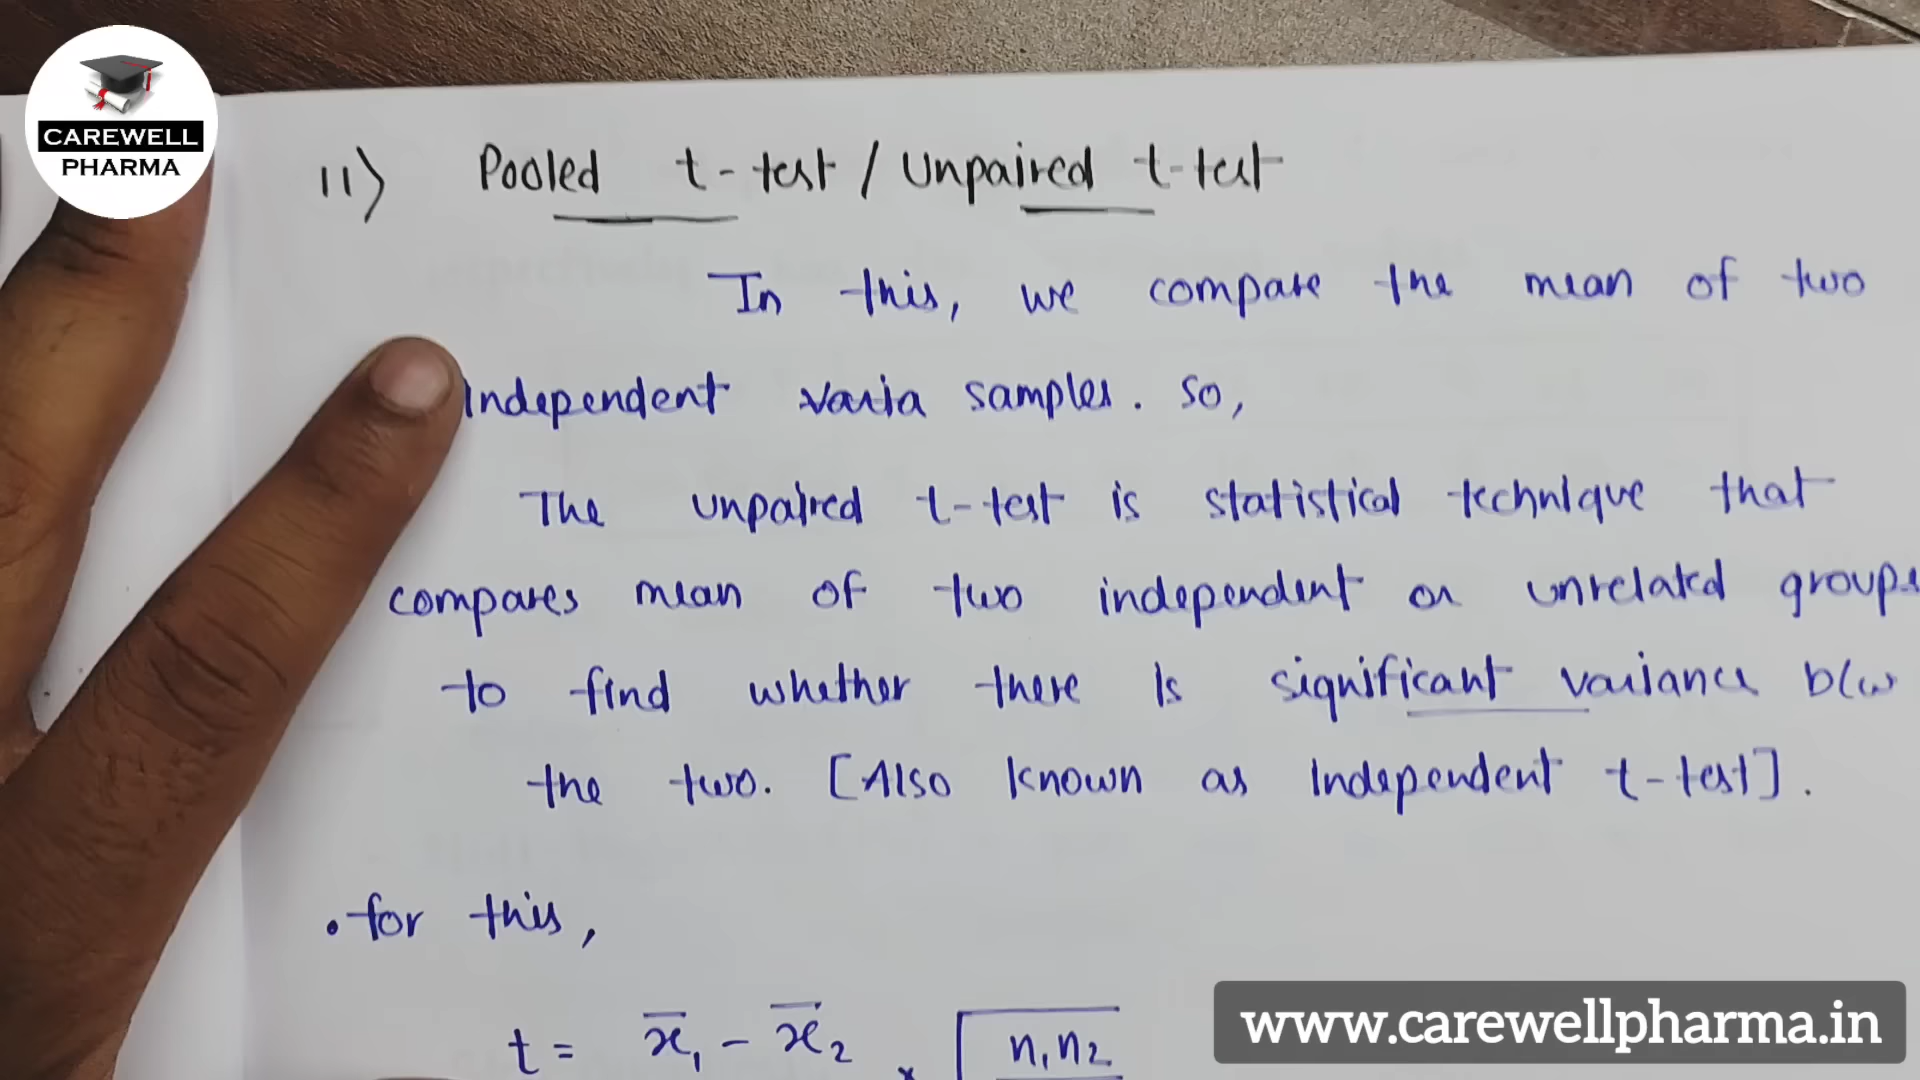 CAREWELL
PHARMA
11) Pooled t-test / Unpaired t-test
In this, we compare the mean of two
independent varia samples. so,
The unpaired t-test is statistical technique that
compares mean of two independent or unrelated groups
to find whether there is significant variance b/w
the two. [Also known as Independent t-test].
• for this,
t = x̄₁ - x̄₂ × √ n₁n₂
www.carewellpharma.in